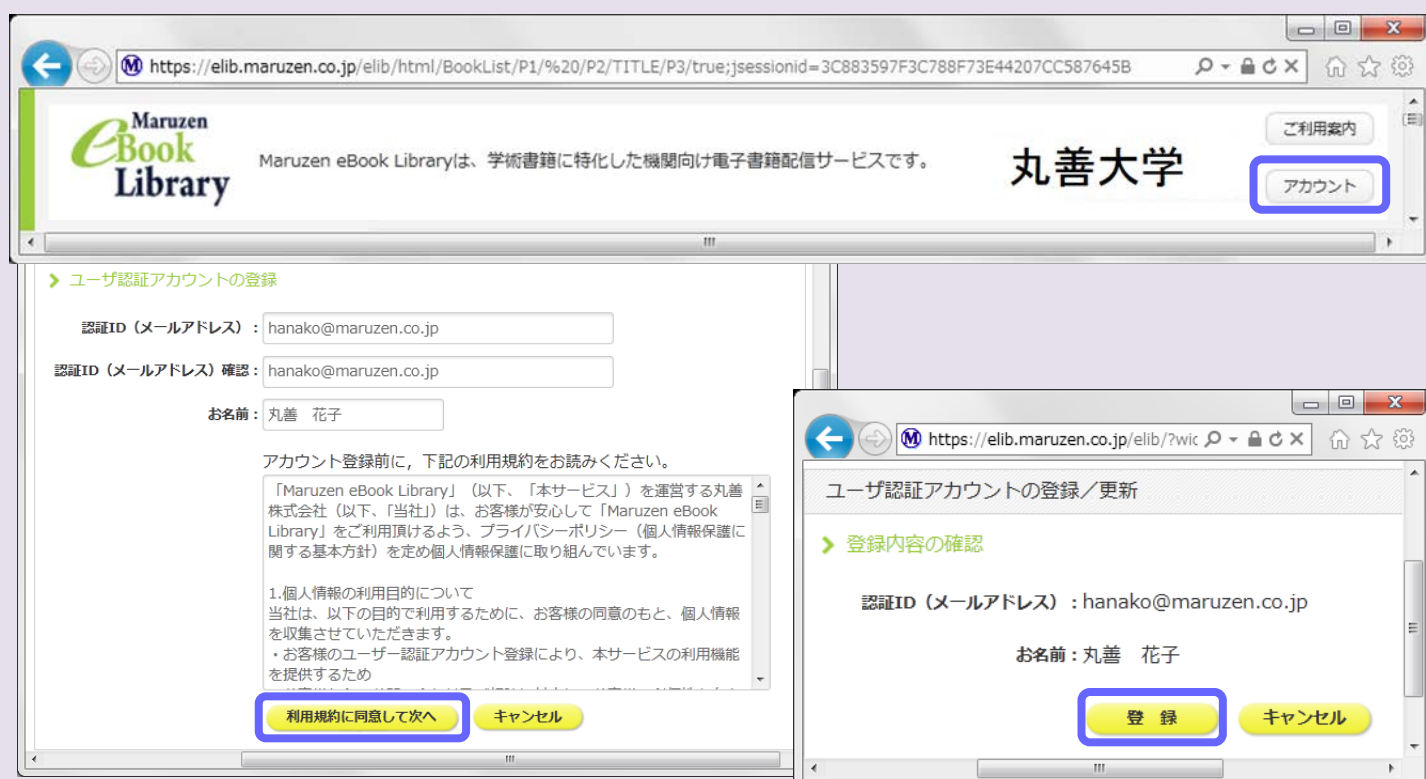 https://elib.maruzen.co.jp/elib/html/BookList/P1/%20/P2/TITLE/P3/true;jsessionid=3C883597F3C788F73E44207CC587645B
Maruzen
eBook
Library
Maruzen eBook Libraryは、学術書籍に特化した機関向け電子書籍配信サービスです。
丸善大学
ご利用案内
アカウント
ユーザ認証アカウントの登録
認証ID（メールアドレス）：hanako@maruzen.co.jp
認証ID（メールアドレス）確認：hanako@maruzen.co.jp
お名前：丸善　花子
アカウント登録前に，下記の利用規約をお読みください。
「Maruzen eBook Library」（以下、「本サービス」）を運営する丸善
株式会社（以下、「当社」）は、お客様が安心して「Maruzen eBook
Library」をご利用頂けるよう、プライバシーポリシー（個人情報保護に
関する基本方針）を定め個人情報保護に取り組んでいます。
1.個人情報の利用目的について
当社は、以下の目的で利用するために、お客様の同意のもと、個人情報
を収集させていただきます。
・お客様のユーザー認証アカウント登録により、本サービスの利用機能
を提供するため
利用規約に同意して次へ
キャンセル
https://elib.maruzen.co.jp/elib/?wic
ユーザ認証アカウントの登録／更新
登録内容の確認
認証ID（メールアドレス）：hanako@maruzen.co.jp
お名前：丸善　花子
登 録
キャンセル